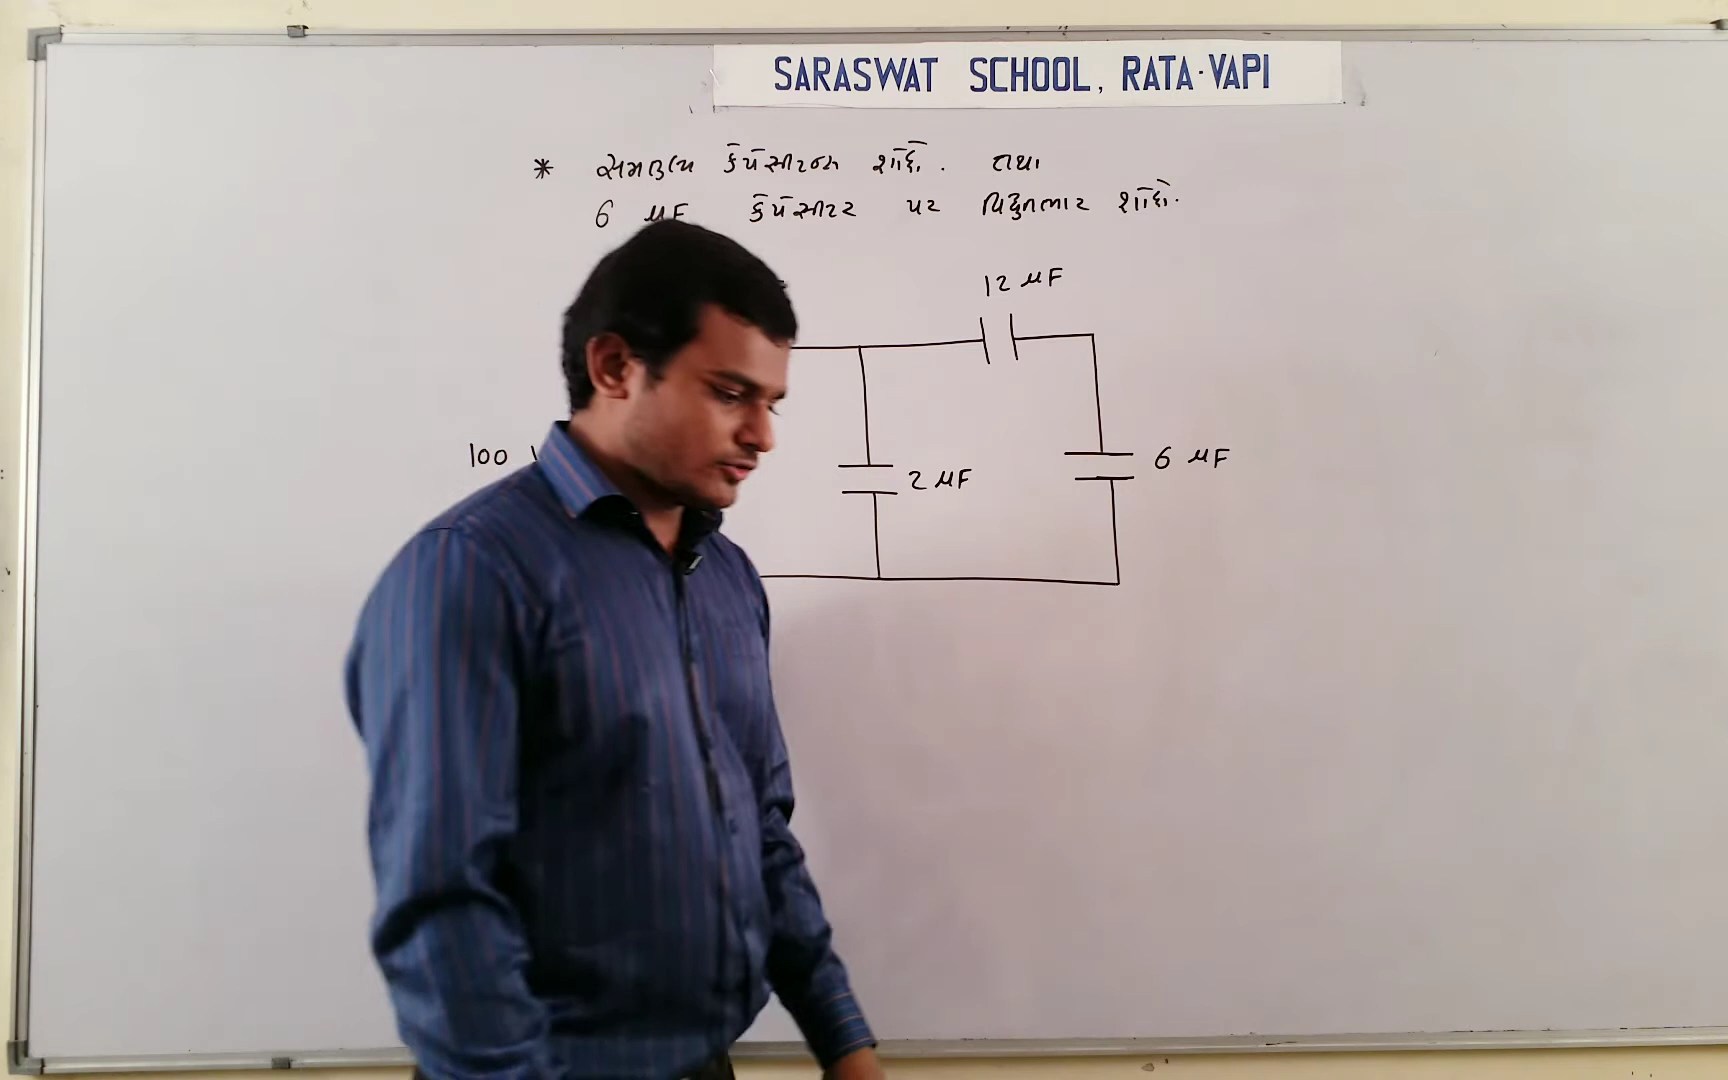 SARASWAT SCHOOL, RATA-VAPI
* સમતુલ્ય કેપેસીટન્સ શોધો. તથા
6 μF કેપેસીટર પર વિદ્યુતભાર શોધો.
12 μF
100
2 μF
6 μF